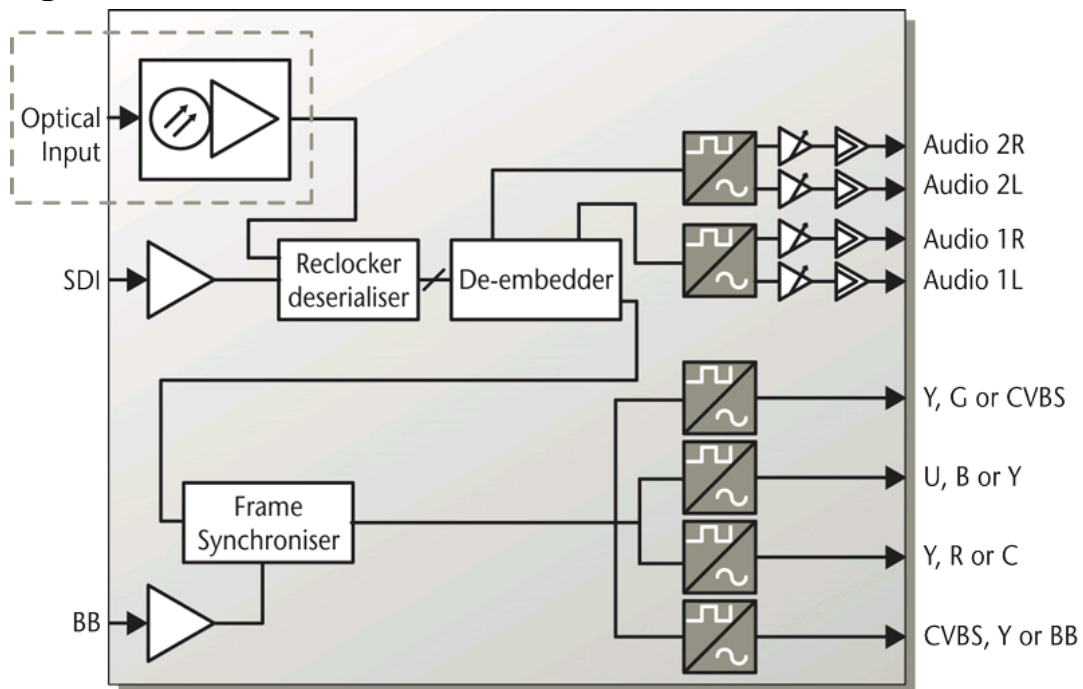 Optical
Input
SDI
BB
Reclocker
deserialiser
De-embedder
Frame
Synchroniser
Audio 2R
Audio 2L
Audio 1R
Audio 1L
Y, G or CVBS
U, B or Y
Y, R or C
CVBS, Y or BB